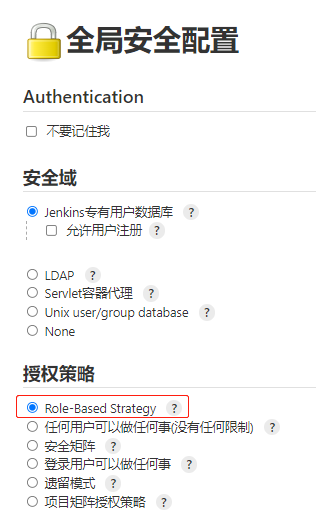 全局安全配置
Authentication
不要记住我
安全域
Jenkins专有用户数据库 ?
允许用户注册 ?
LDAP ?
Servlet容器代理 ?
Unix user/group database ?
None
授权策略
Role-Based Strategy ?
任何用户可以做任何事(没有任何限制) ?
安全矩阵 ?
登录用户可以做任何事 ?
遗留模式 ?
项目矩阵授权策略 ?